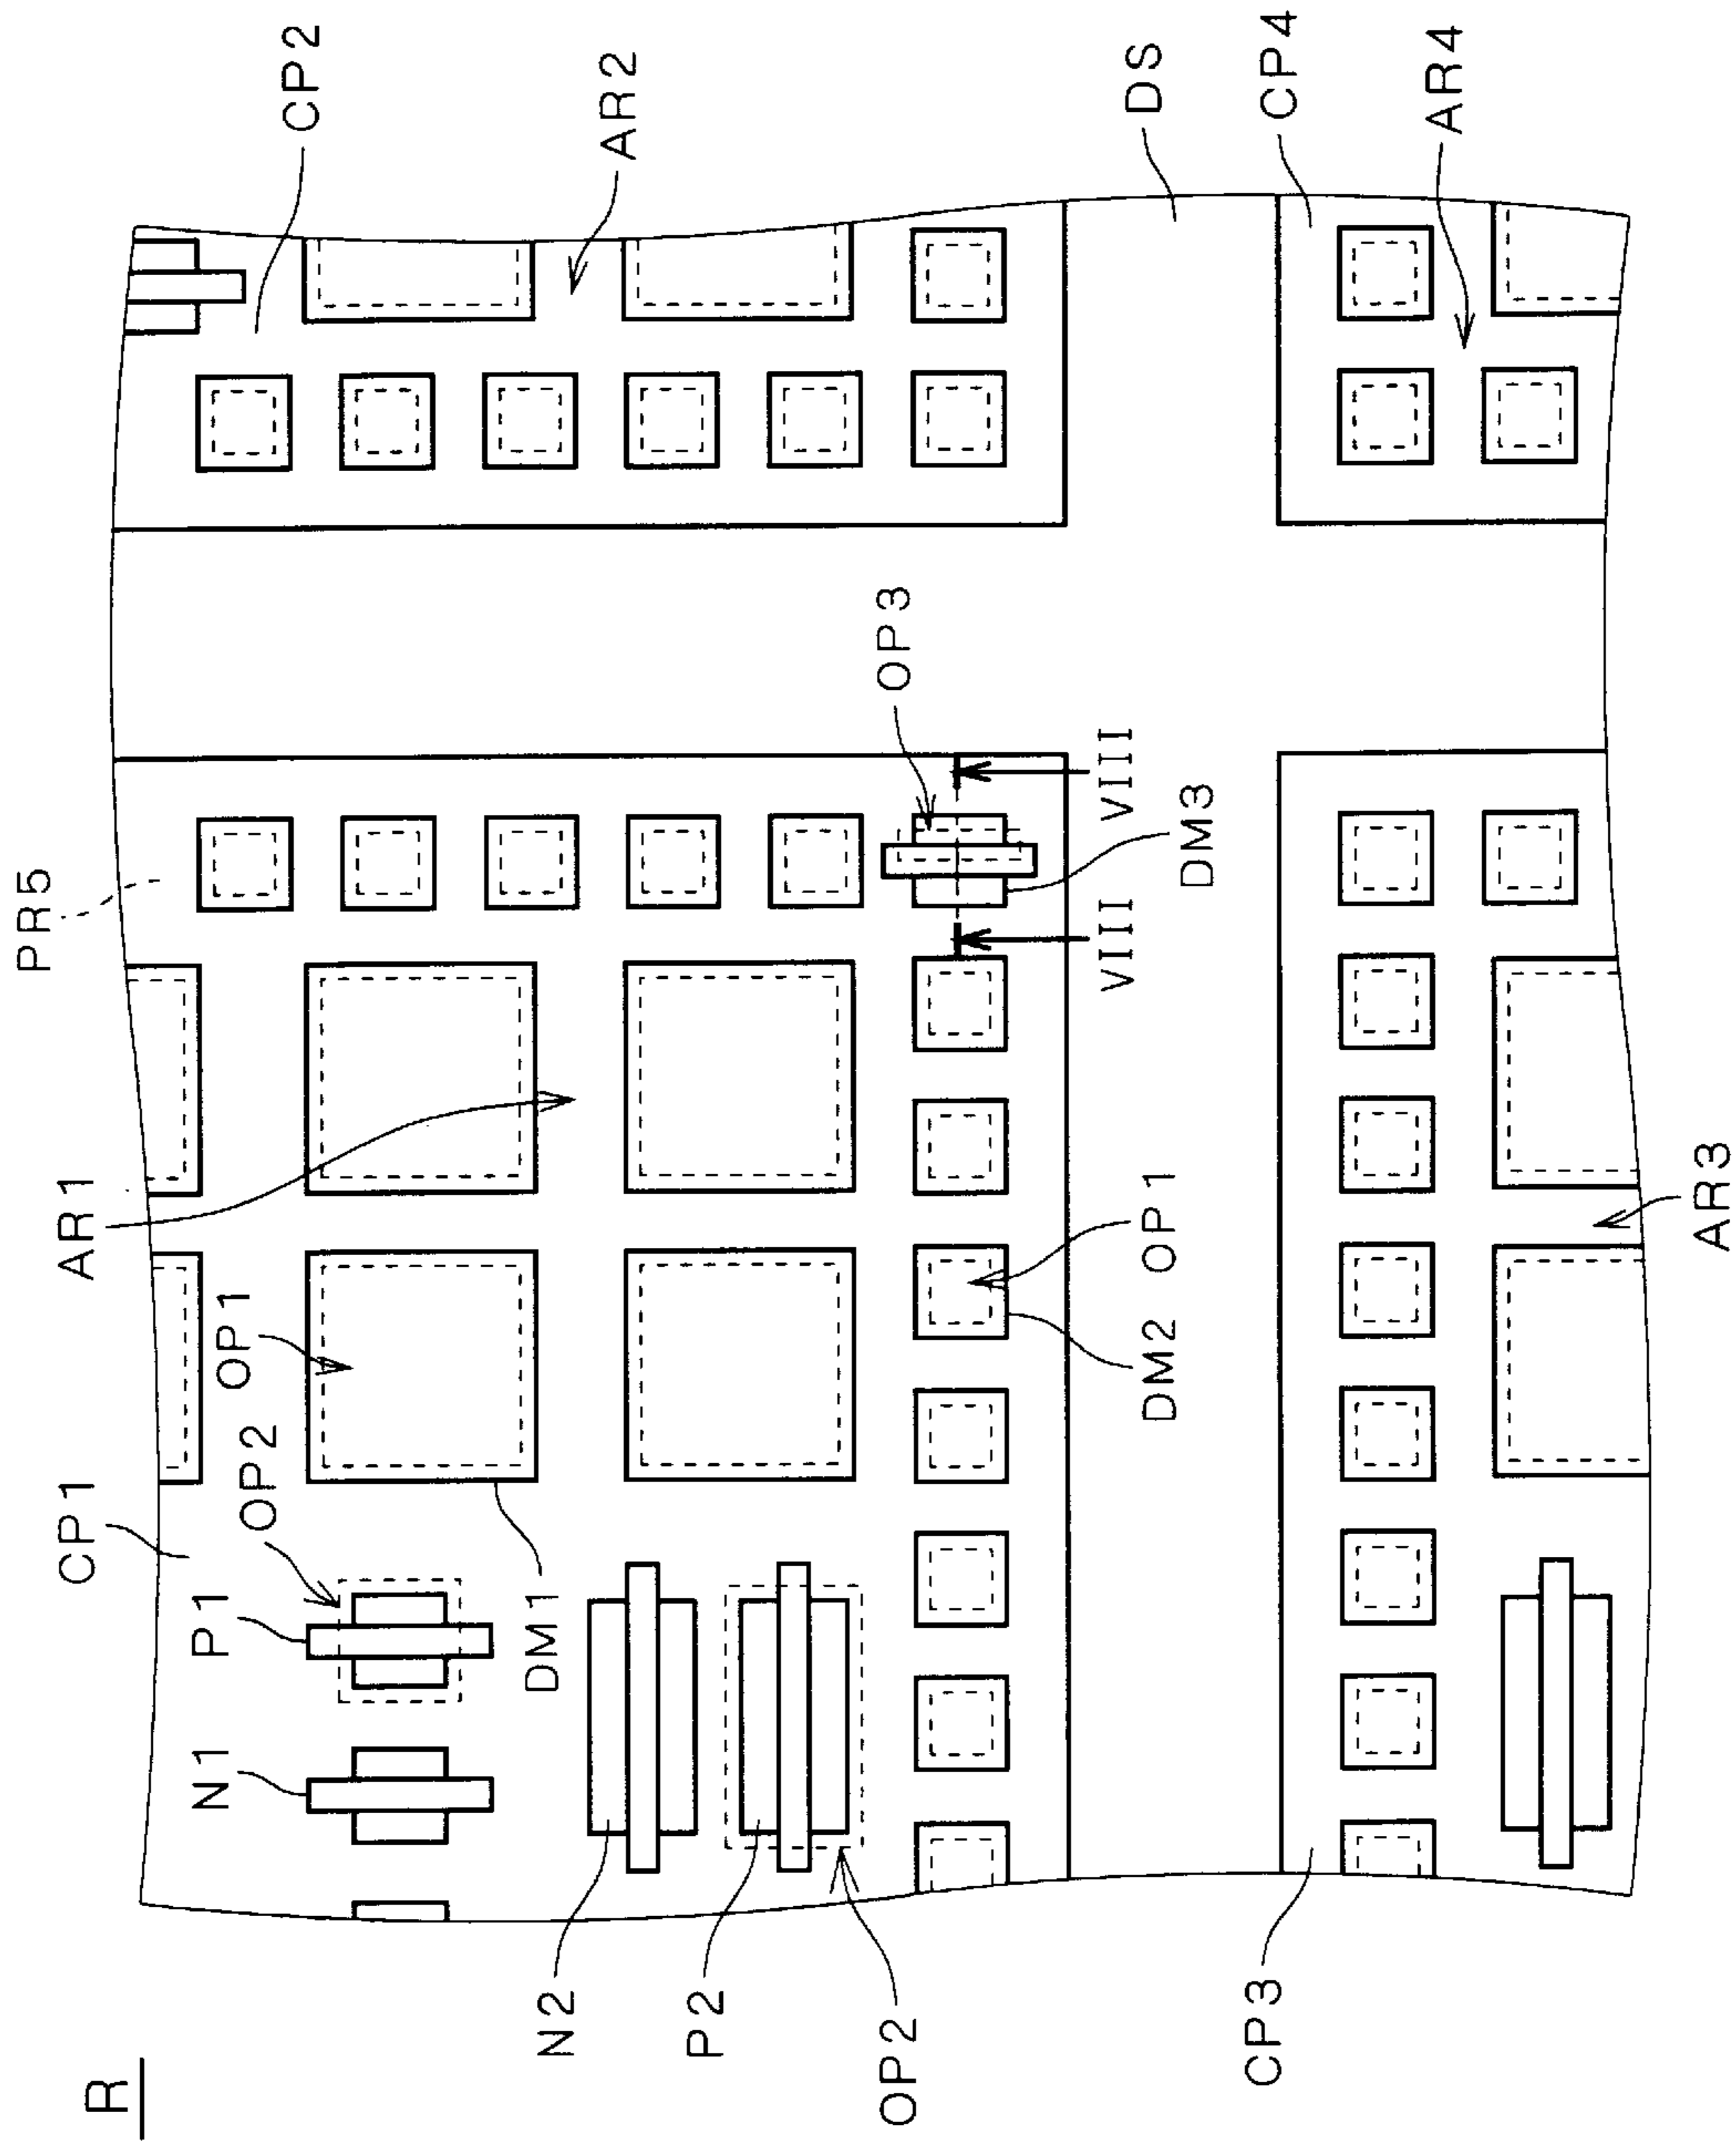 R
N1
P1
OP2
CP1
OP1
AR1
PR5
CP2
AR2
DM1
N2
P2
OP2
OP3
DS
VIII
VIII
DM3
DM2
OP1
CP3
AR3
CP4
AR4